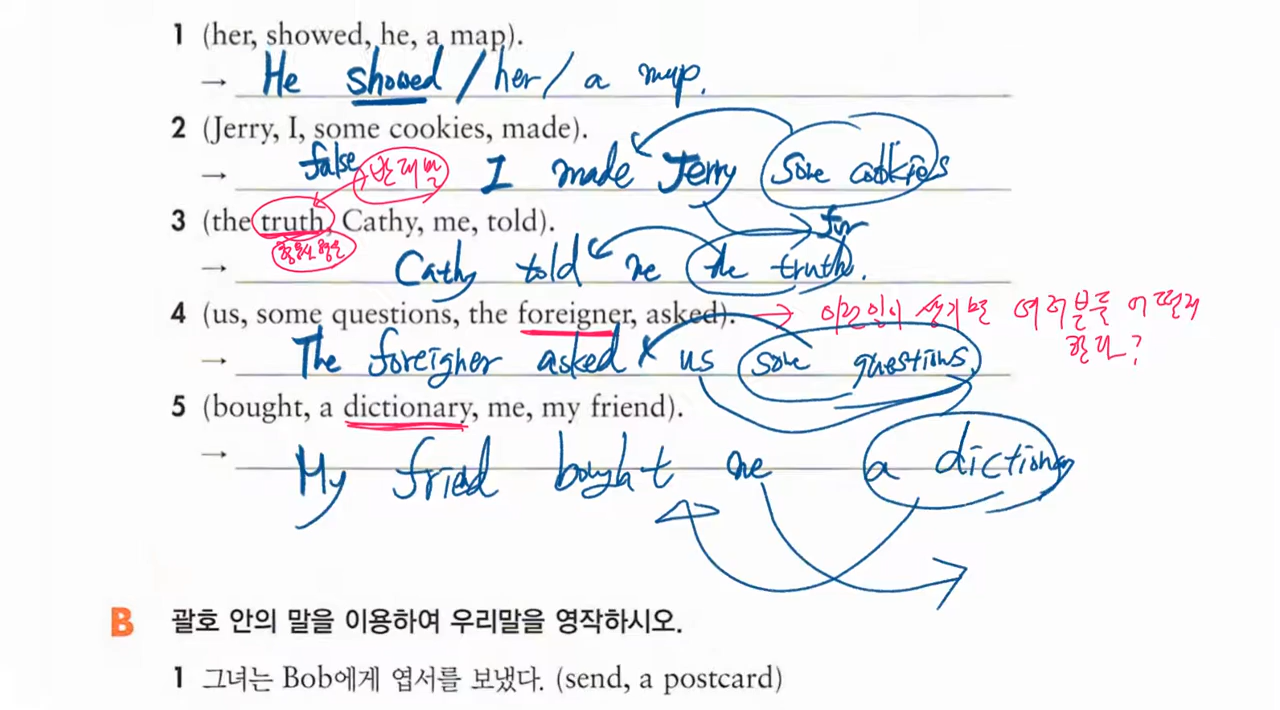 1 (her, showed, he, a map).
→ He showed / her / a map.
2 (Jerry, I, some cookies, made).
false 반대말
→ I made Jerry some cookies
3 (the truth, Cathy, me, told).
for
→ Cathy told me the truth.
4 (us, some questions, the foreigner, asked). → 이런일이 생기면 여러분들 어떨려
한다?
→ The foreigner asked us some questions
5 (bought, a dictionary, me, my friend).
→ My friend bought me a dictionary
B 괄호 안의 말을 이용하여 우리말을 영작하시오.
1 그녀는 Bob에게 엽서를 보냈다. (send, a postcard)